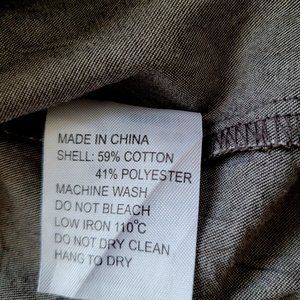 MADE IN CHINA
SHELL: 59% COTTON
41% POLYESTER
MACHINE WASH
DO NOT BLEACH
LOW IRON 110°C
DO NOT DRY CLEAN
HANG TO DRY